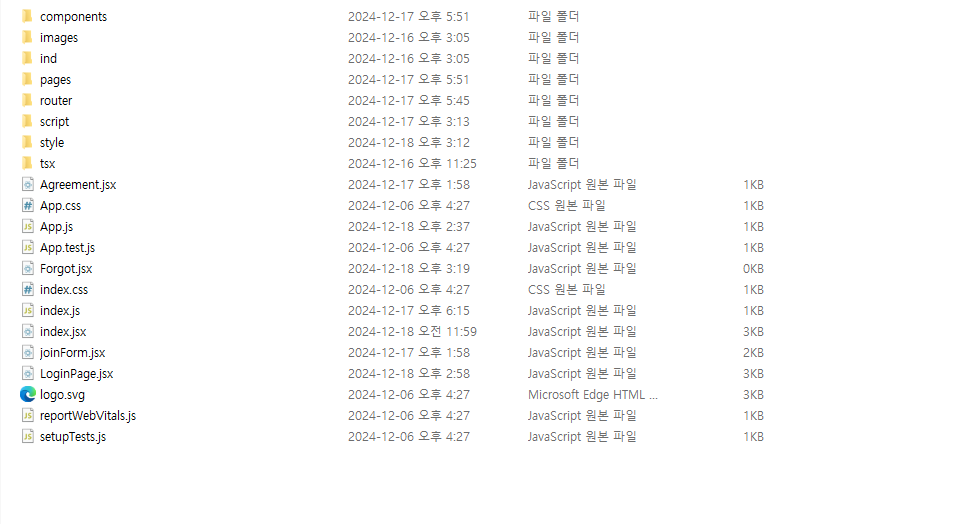 components 2024-12-17 오후 5:51 파일 폴더
images 2024-12-16 오후 3:05 파일 폴더
ind 2024-12-16 오후 3:05 파일 폴더
pages 2024-12-17 오후 5:51 파일 폴더
router 2024-12-17 오후 5:45 파일 폴더
script 2024-12-17 오후 3:13 파일 폴더
style 2024-12-18 오후 3:12 파일 폴더
tsx 2024-12-16 오후 11:25 파일 폴더
Agreement.jsx 2024-12-17 오후 1:58 JavaScript 원본 파일 1KB
App.css 2024-12-06 오후 4:27 CSS 원본 파일 1KB
App.js 2024-12-18 오후 2:37 JavaScript 원본 파일 1KB
App.test.js 2024-12-06 오후 4:27 JavaScript 원본 파일 1KB
Forgot.jsx 2024-12-18 오후 3:19 JavaScript 원본 파일 0KB
index.css 2024-12-06 오후 4:27 CSS 원본 파일 1KB
index.js 2024-12-17 오후 6:15 JavaScript 원본 파일 1KB
index.jsx 2024-12-18 오전 11:59 JavaScript 원본 파일 3KB
joinForm.jsx 2024-12-17 오후 1:58 JavaScript 원본 파일 2KB
LoginPage.jsx 2024-12-18 오후 2:58 JavaScript 원본 파일 3KB
logo.svg 2024-12-06 오후 4:27 Microsoft Edge HTML ... 3KB
reportWebVitals.js 2024-12-06 오후 4:27 JavaScript 원본 파일 1KB
setupTests.js 2024-12-06 오후 4:27 JavaScript 원본 파일 1KB